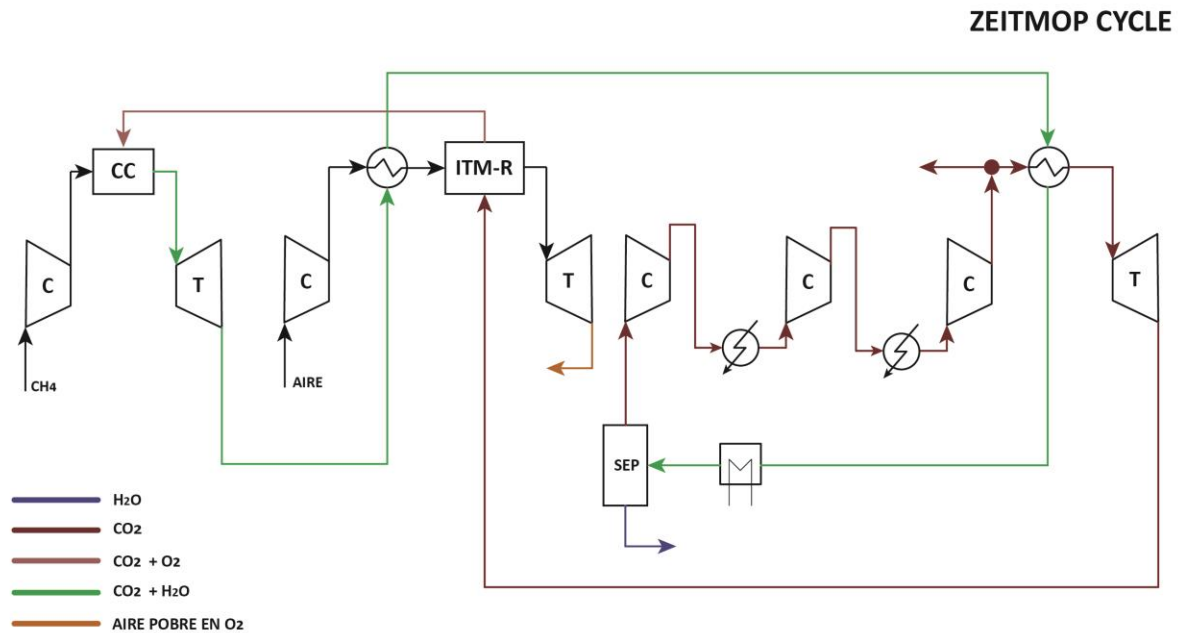 ZEITMOP CYCLE
CC
ITM-R
C
T
C
T
C
C
C
T
CH4
AIRE
SEP
H2O
CO2
CO2 + O2
CO2 + H2O
AIRE POBRE EN O2